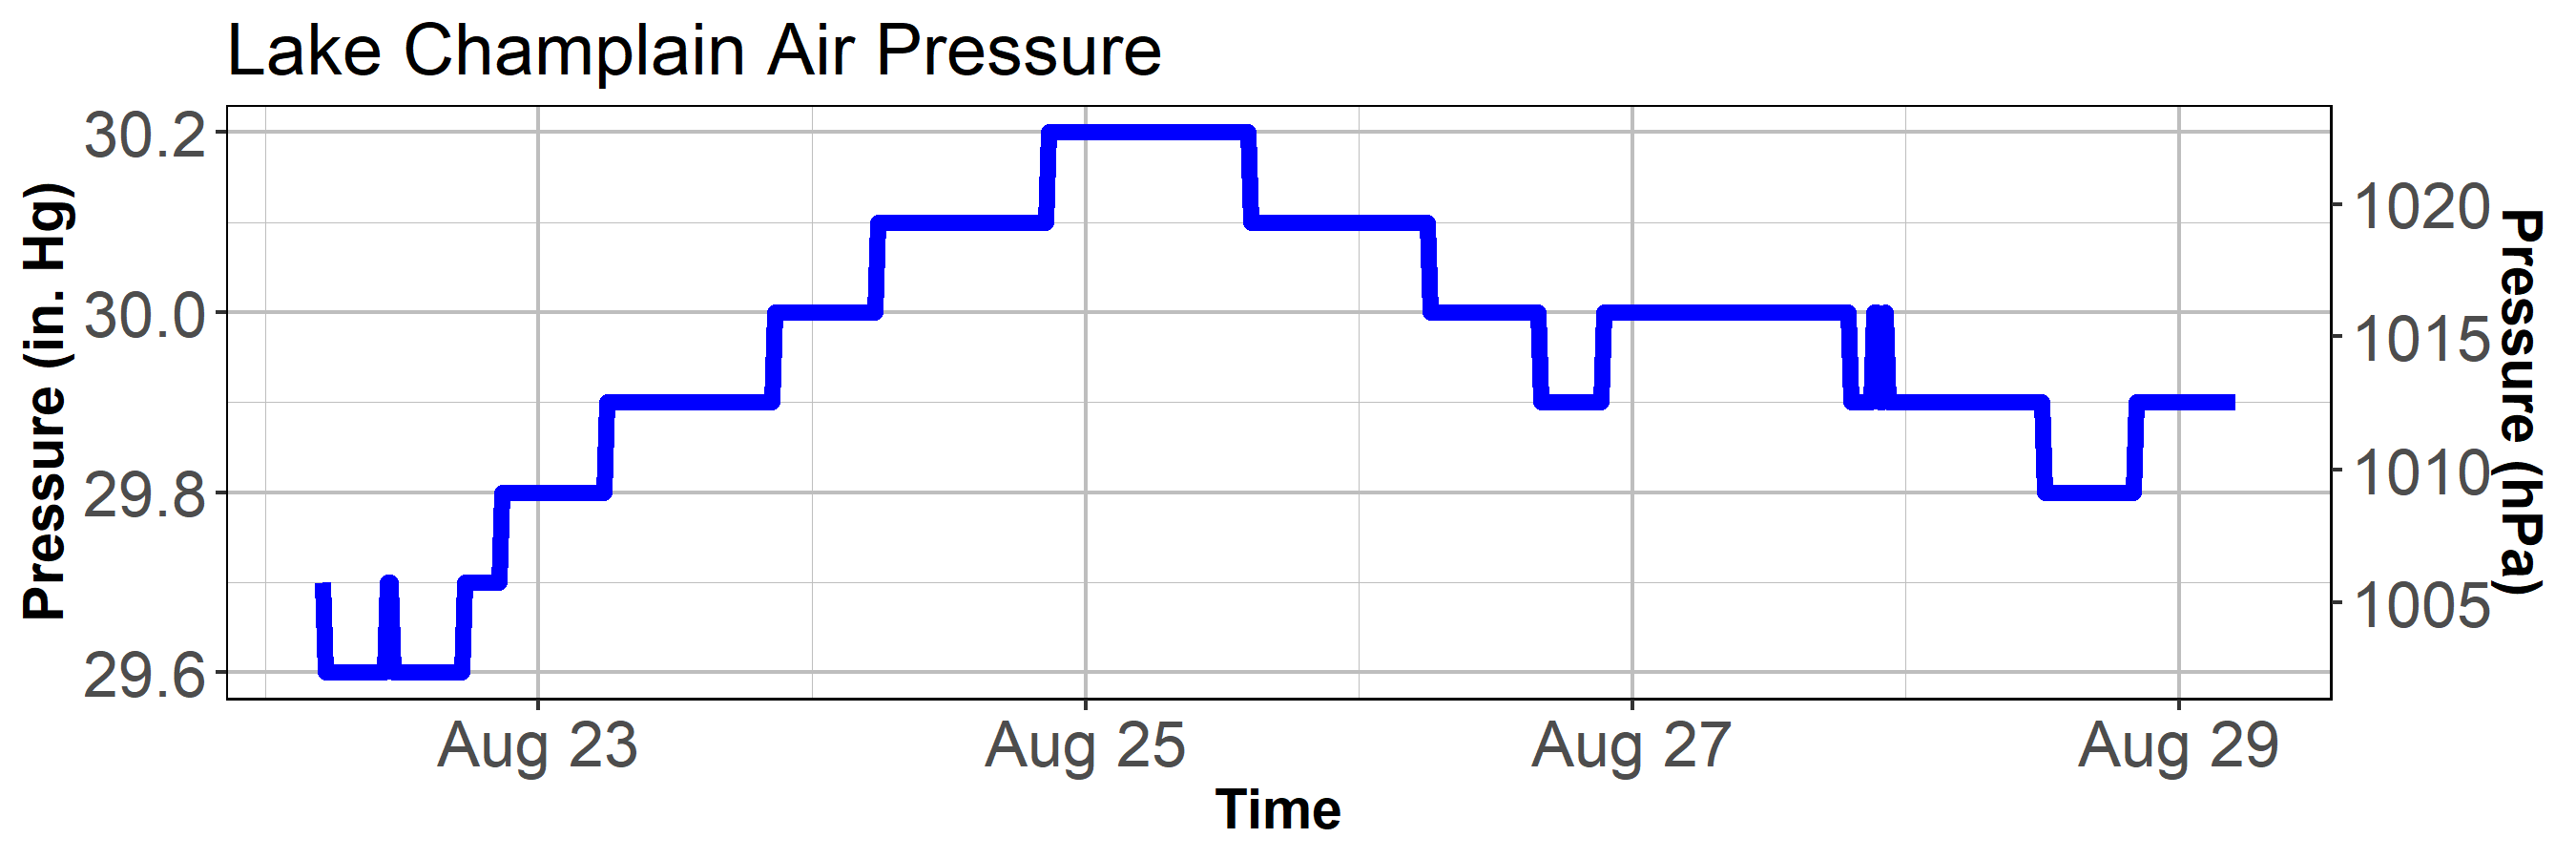 Lake Champlain Air Pressure
Pressure (in. Hg)
30.2
30.0
29.8
29.6
1020
1015
1010
1005
Pressure (hPa)
Aug 23
Aug 25
Aug 27
Aug 29
Time